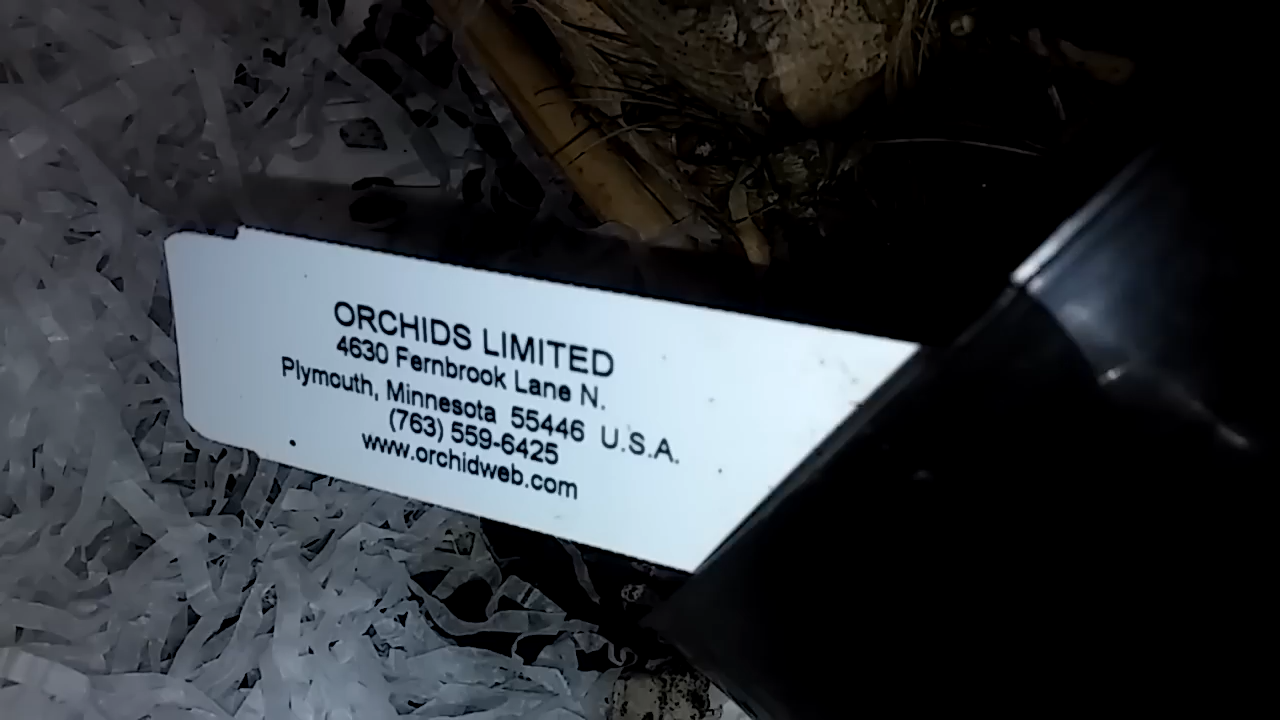 ORCHIDS LIMITED
4630 Fernbrook Lane N.
Plymouth, Minnesota 55446 U.S.A.
(763) 559-6425
www.orchidweb.com